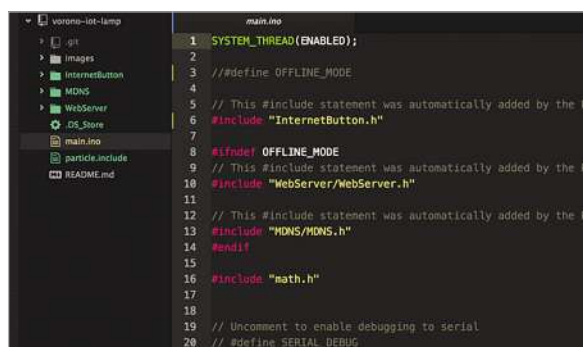 vorono-iot-lamp
.git
images
InternetButton
MDNS
WebServer
.DS_Store
main.ino
particle.include
README.md
main.ino
1 SYSTEM_THREAD(ENABLED);
2
3 //#define OFFLINE_MODE
4
5 // This #include statement was automatically added by the
6 #include "InternetButton.h"
7
8 #ifndef OFFLINE_MODE
9 // This #include statement was automatically added by the
10 #include "WebServer/WebServer.h"
11
12 // This #include statement was automatically added by the
13 #include "MDNS/MDNS.h"
14 #endif
15
16 #include "math.h"
17
18
19 // Uncomment to enable debugging to serial
20 // #define SERIAL_DEBUG